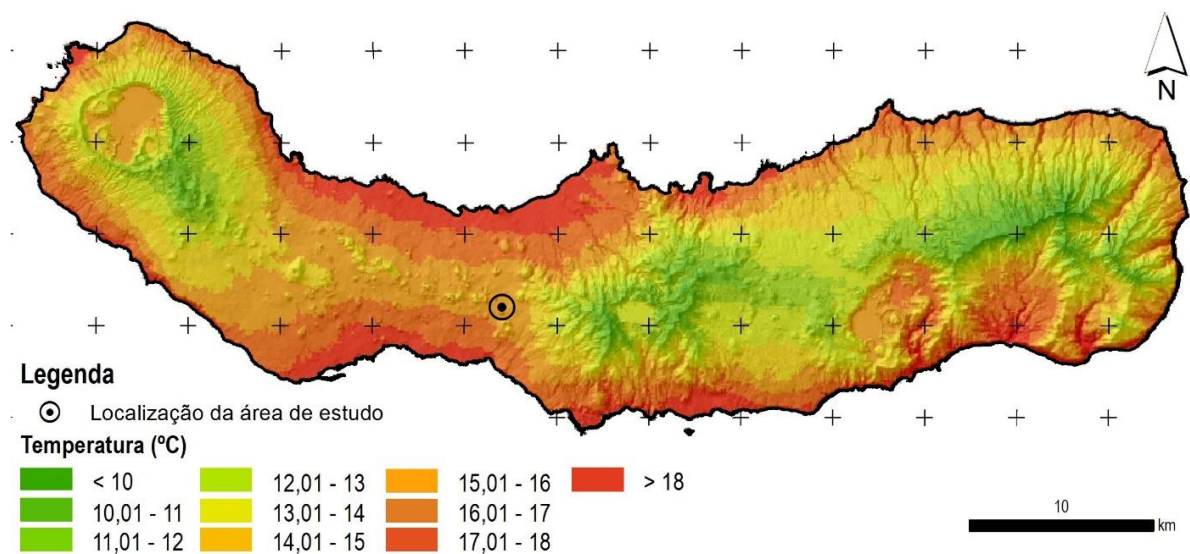 N
Legenda
Localização da área de estudo
Temperatura (ºC)
< 10 12,01 - 13 15,01 - 16 > 18
10,01 - 11 13,01 - 14 16,01 - 17
11,01 - 12 14,01 - 15 17,01 - 18
10
km